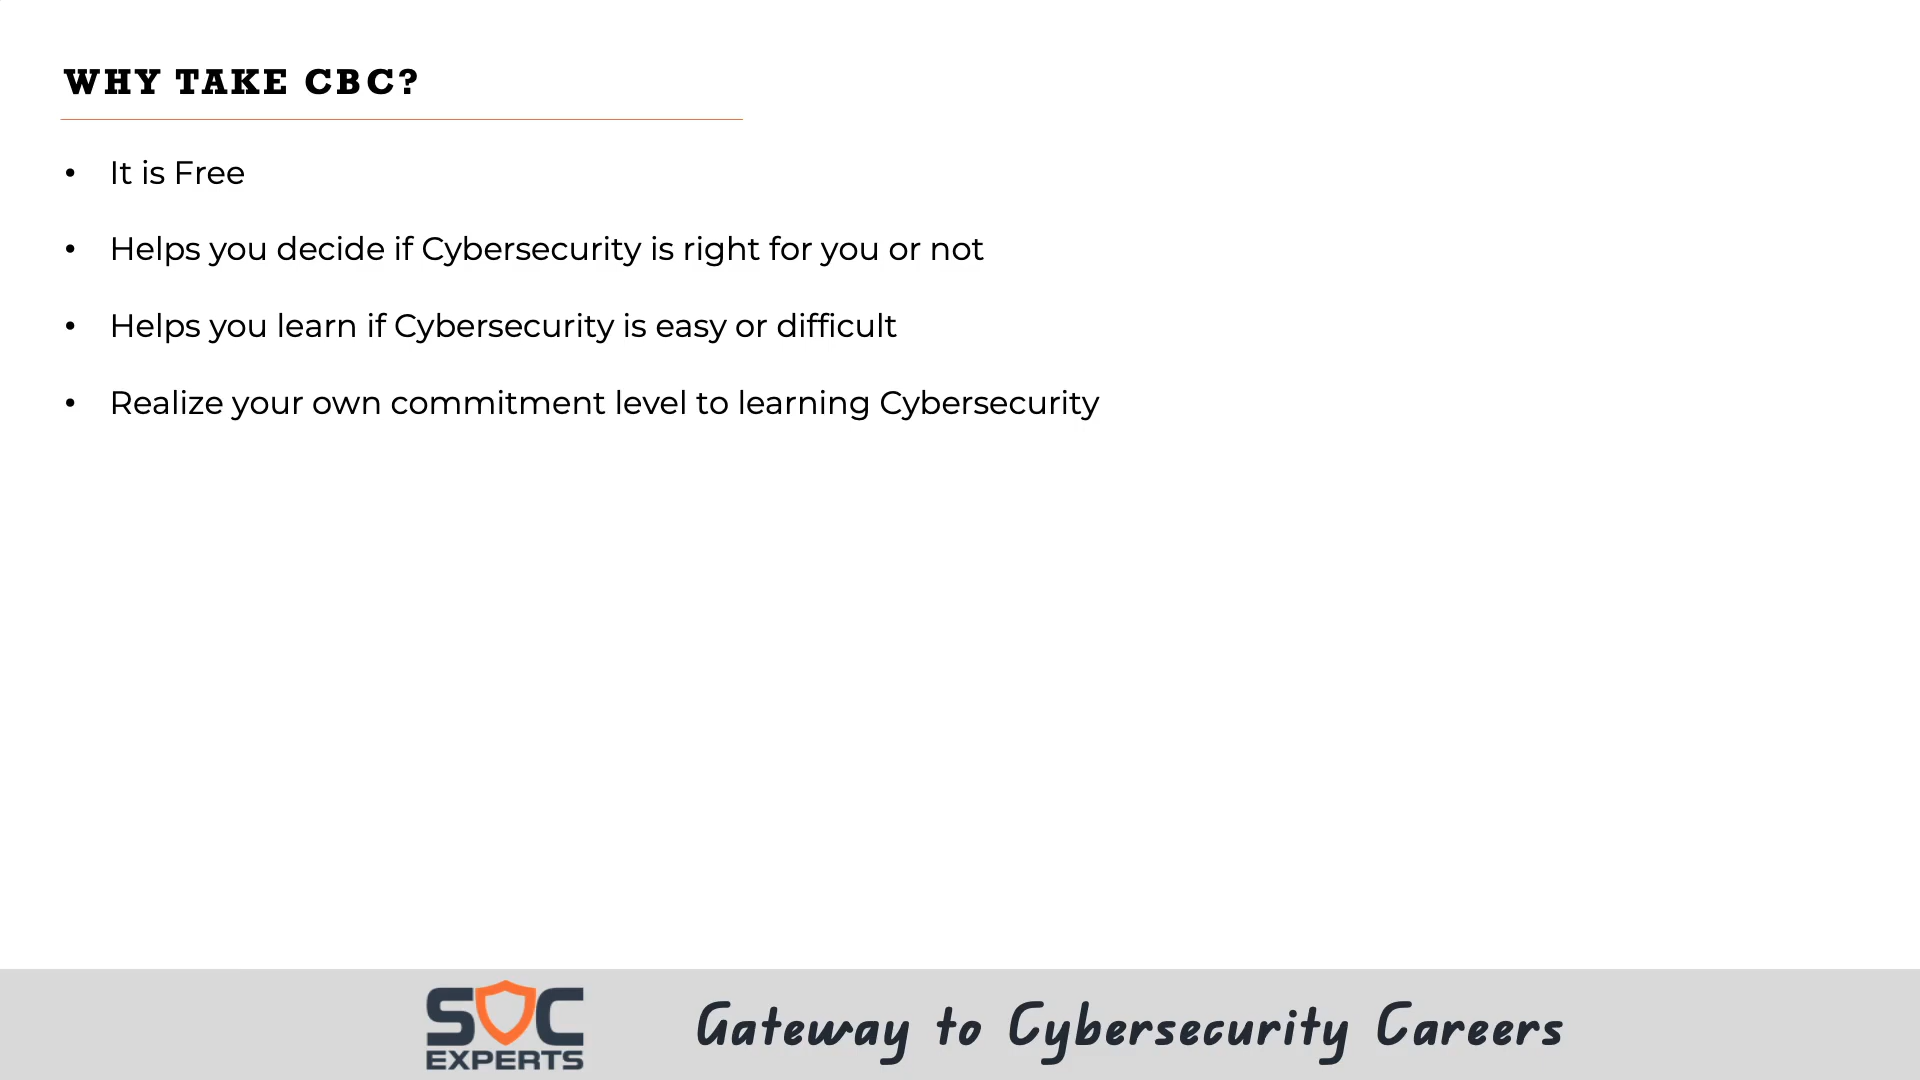 WHY TAKE CBC?
• It is Free
• Helps you decide if Cybersecurity is right for you or not
• Helps you learn if Cybersecurity is easy or difficult
• Realize your own commitment level to learning Cybersecurity
SOC
EXPERTS
Gateway to Cybersecurity Careers